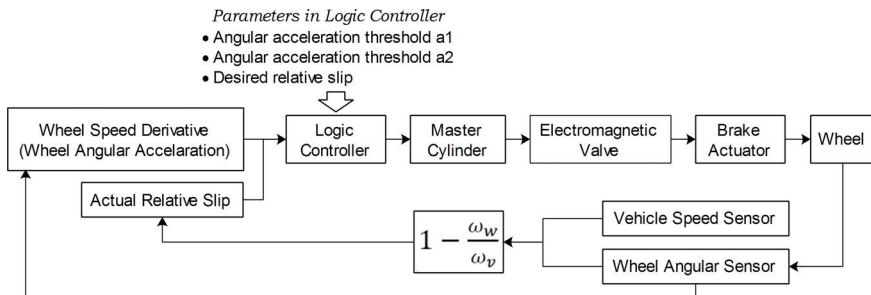 Parameters in Logic Controller
• Angular acceleration threshold a1
• Angular acceleration threshold a2
• Desired relative slip
Wheel Speed Derivative
(Wheel Angular Accelaration)
Logic
Controller
Master
Cylinder
Electromagnetic
Valve
Brake
Actuator
Wheel
Actual Relative Slip
1 − ω_w/ω_v
Vehicle Speed Sensor
Wheel Angular Sensor